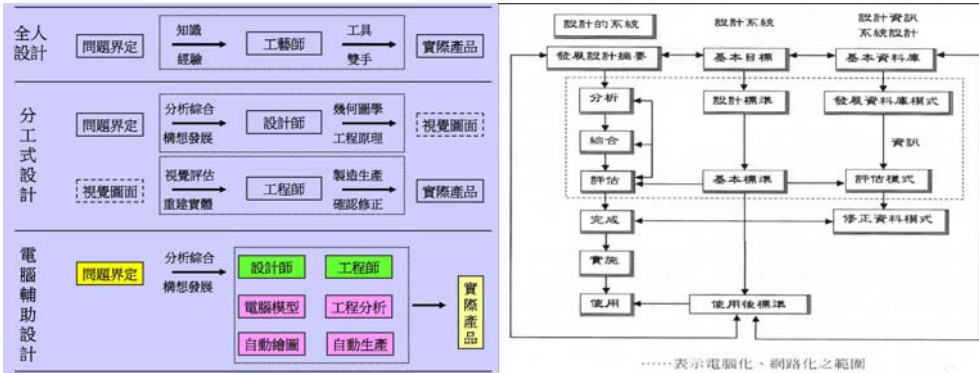 全人設計
問題界定
知識
經驗
工藝師
工具
雙手
實際產品
分工式設計
問題界定
分析綜合
構想發展
設計師
幾何圖學
工程原理
視覺圖面
視覺圖面
視覺評估
重建實體
工程師
製造生產
確認修正
實際產品
電腦輔助設計
問題界定
分析綜合
構想發展
設計師
工程師
電腦模型
工程分析
自動繪圖
自動生產
實際產品
設計的系統
設計系統
設計資訊
系統設計
發展設計摘要
基本目標
基本資料庫
分析
設計標準
發展資料庫模式
綜合
資訊
評估
基本標準
評估模式
完成
修正資料模式
實施
使用
使用後標準
……表示電腦化、網路化之範圍